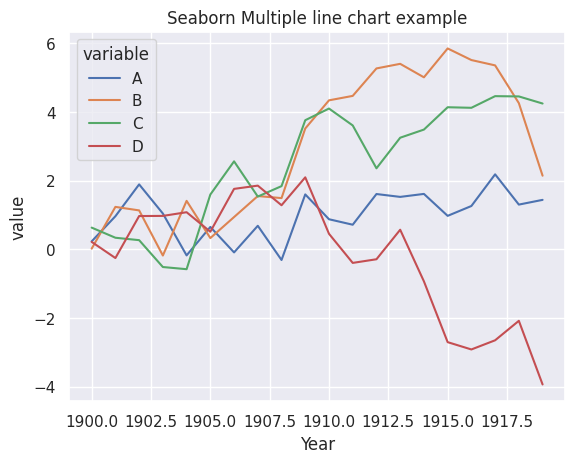 Seaborn Multiple line chart example
variable
A
B
C
D
value
6
4
2
0
−2
−4
1900.0 1902.5 1905.0 1907.5 1910.0 1912.5 1915.0 1917.5
Year